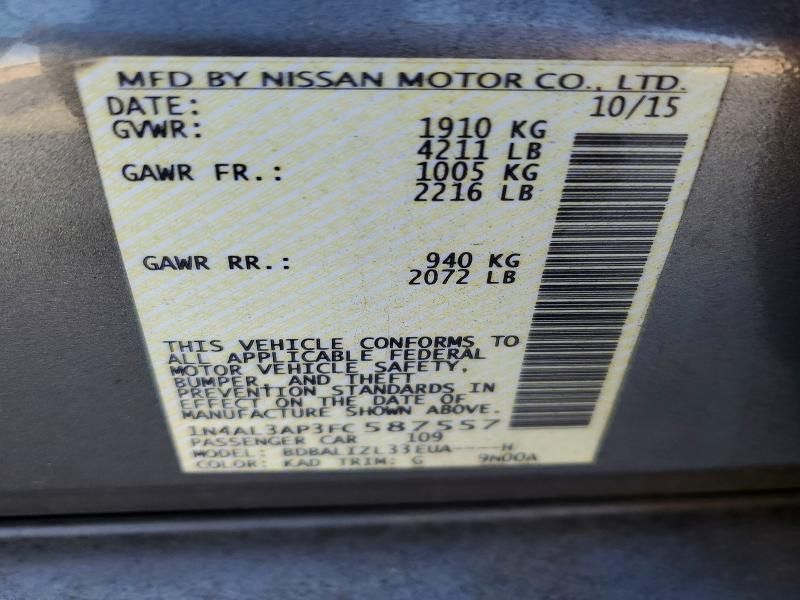 MFD BY NISSAN MOTOR CO., LTD.
DATE: 10/15
GVWR: 1910 KG
4211 LB
GAWR FR.: 1005 KG
2216 LB
GAWR RR.: 940 KG
2072 LB
THIS VEHICLE CONFORMS TO
ALL APPLICABLE FEDERAL
MOTOR VEHICLE SAFETY,
BUMPER, AND THEFT
PREVENTION STANDARDS IN
EFFECT ON THE DATE OF
MANUFACTURE SHOWN ABOVE.
1N4AL3AP3FC587557
PASSENGER CAR 109
MODEL: BDBALIZL33EUA----H
COLOR: KAD TRIM: G 9N00A